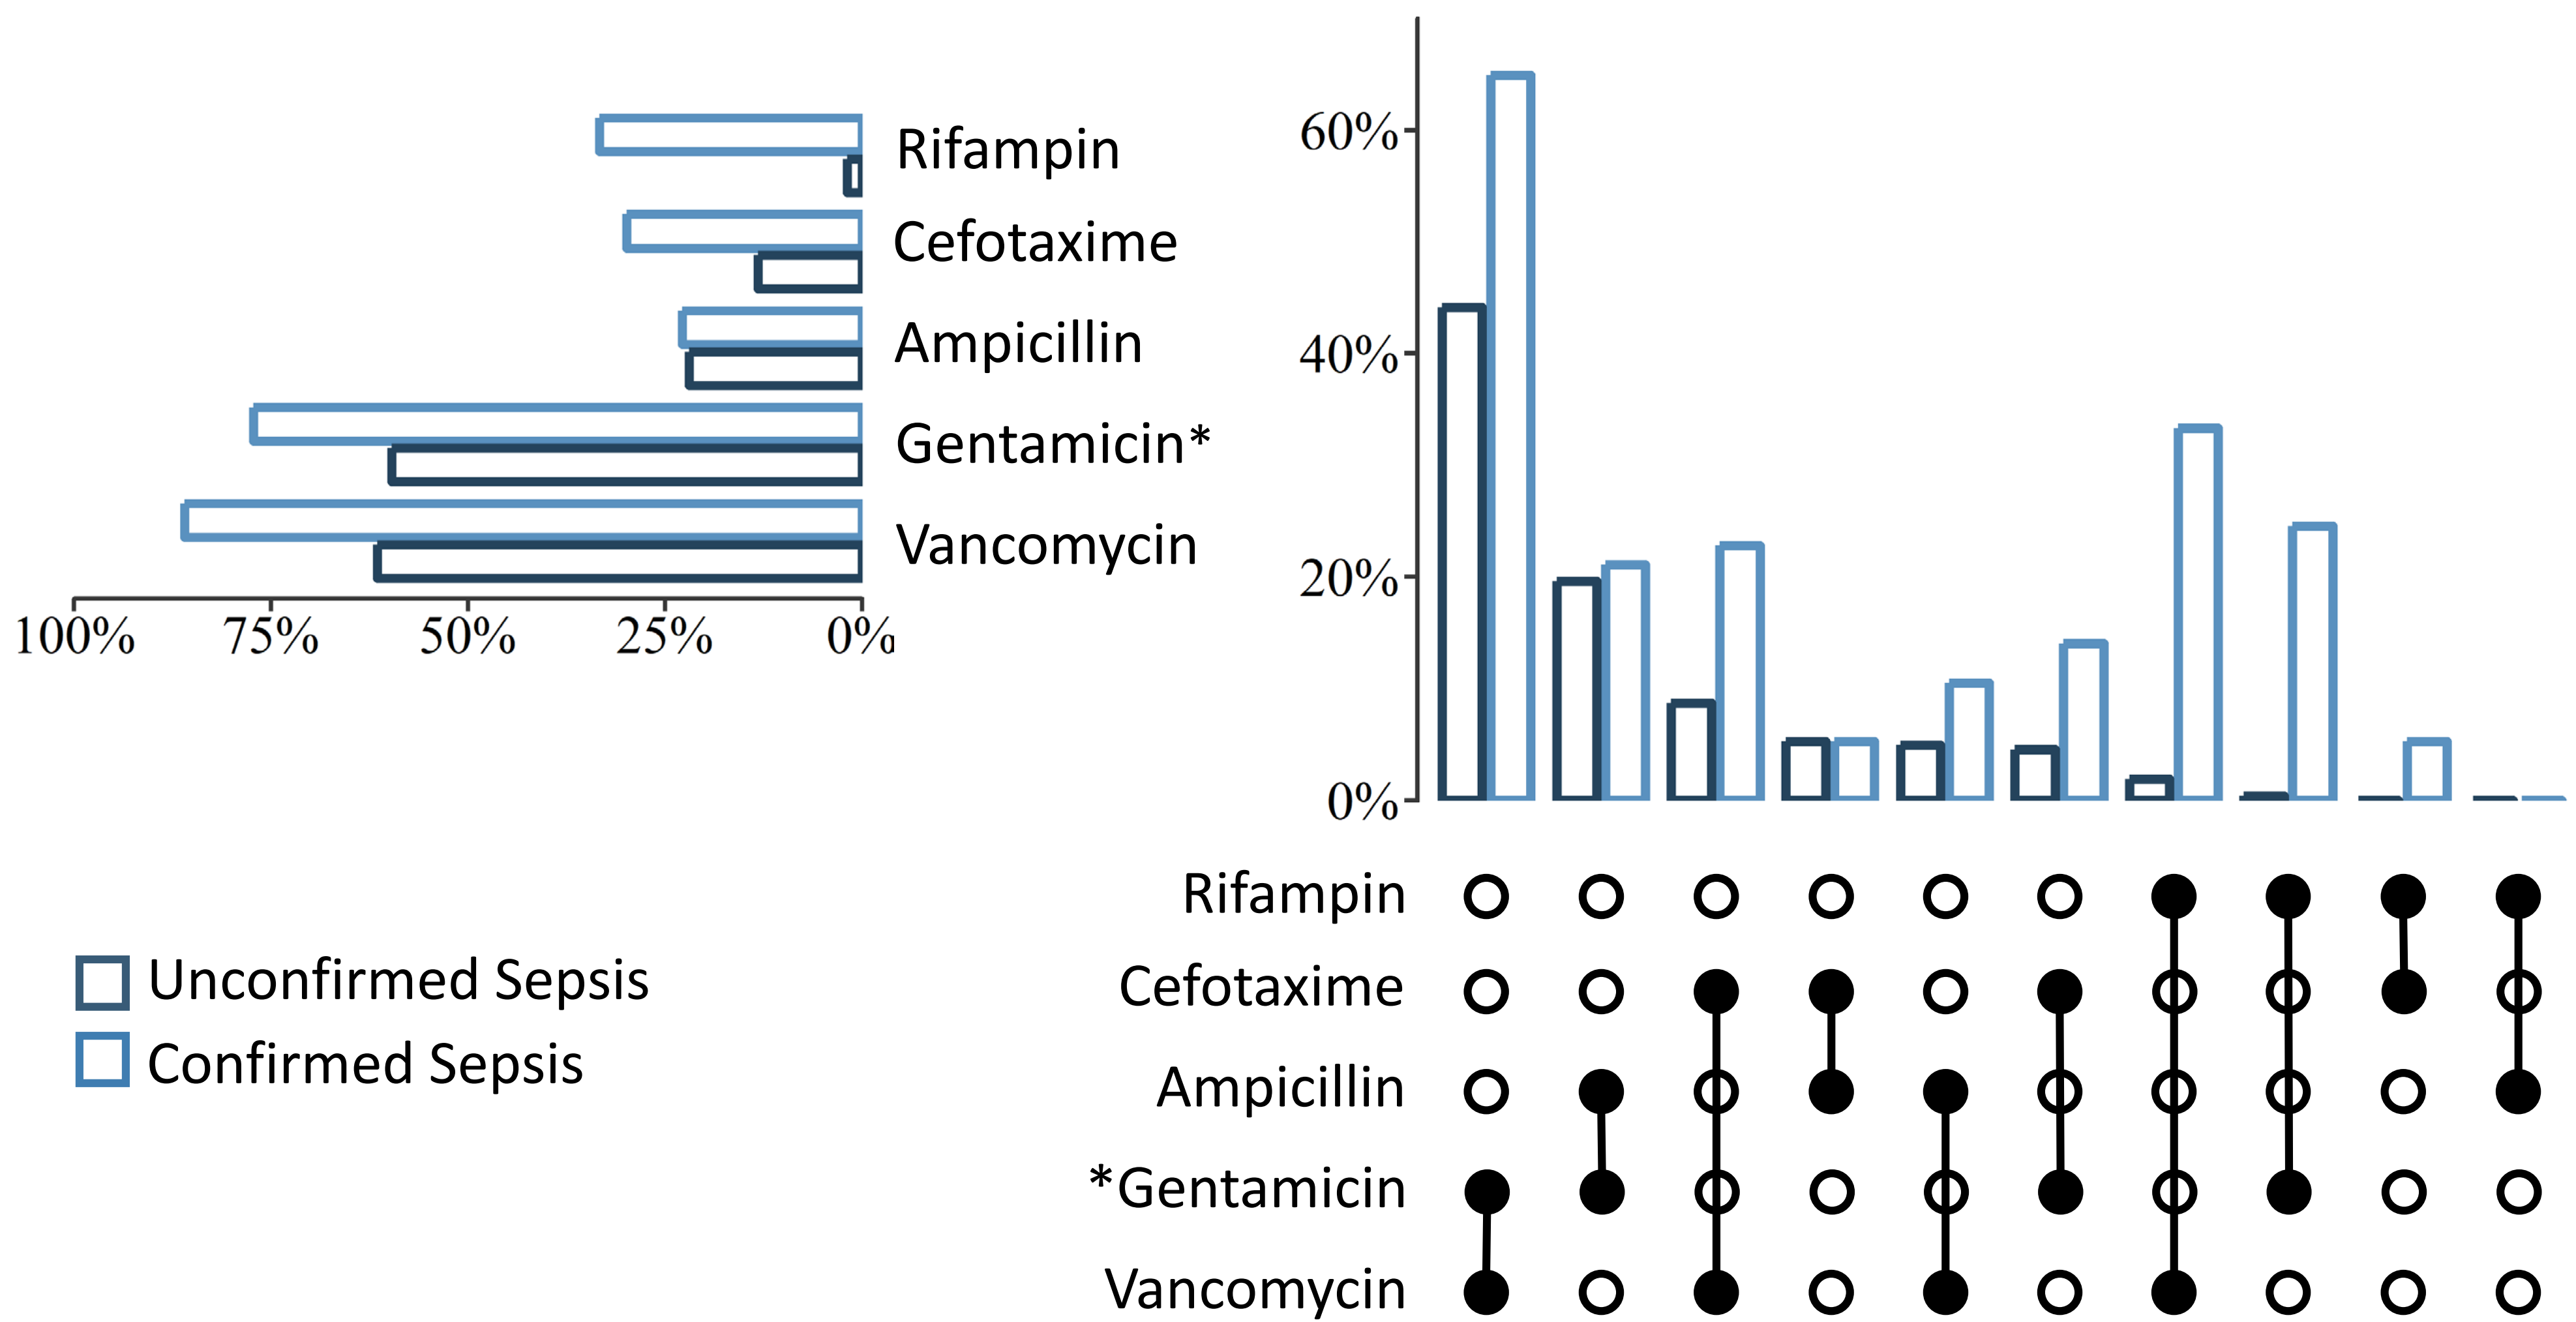 Rifampin
Cefotaxime
Ampicillin
Gentamicin*
Vancomycin
100% 75% 50% 25% 0%
60%
40%
20%
0%
Unconfirmed Sepsis
Confirmed Sepsis
Rifampin
Cefotaxime
Ampicillin
*Gentamicin
Vancomycin